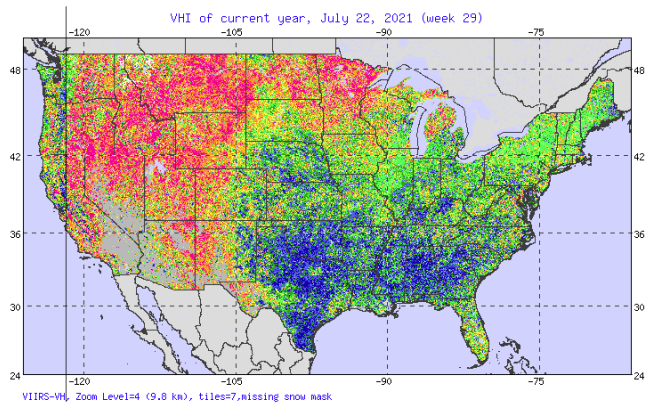 VHI of current year, July 22, 2021 (week 29)
-120 -105 -90 -75
48 48
42 42
36 36
30 30
24 24
-120 -105 -90 -75
VIIRS-VH, Zoom Level=4 (9.8 km), tiles=7,missing snow mask